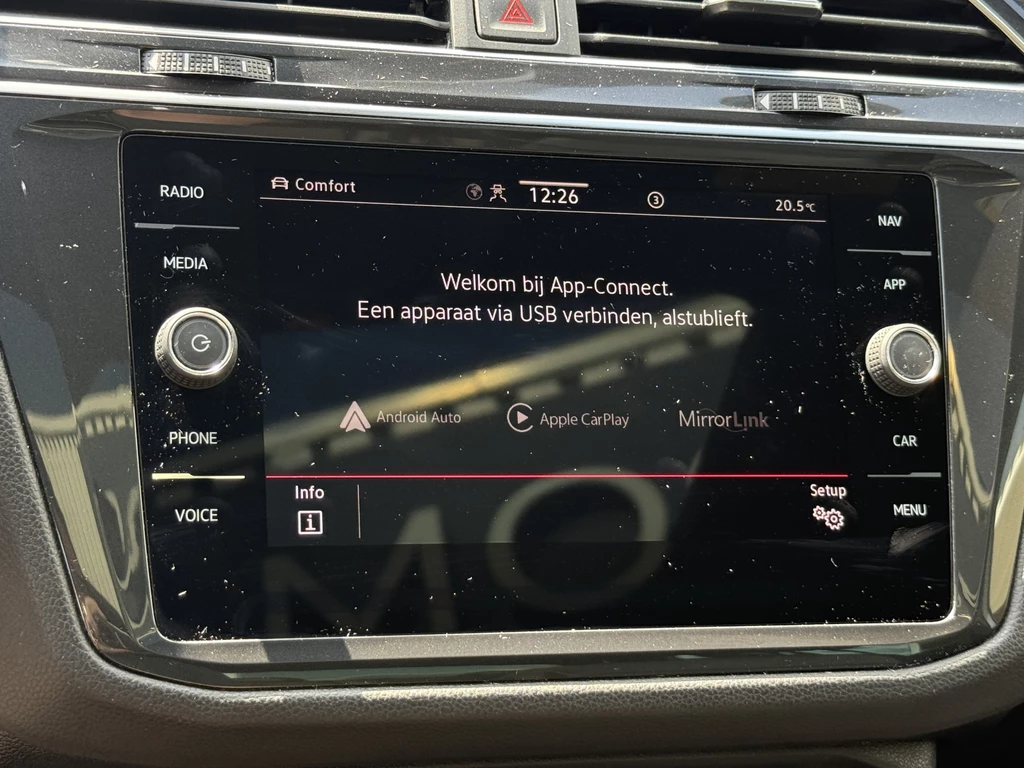 RADIO
MEDIA
PHONE
VOICE
Comfort
12:26
3
20.5°C
Welkom bij App-Connect.
Een apparaat via USB verbinden, alstublieft.
Android Auto
Apple CarPlay
MirrorLink
Info
i
Setup
NAV
APP
CAR
MENU